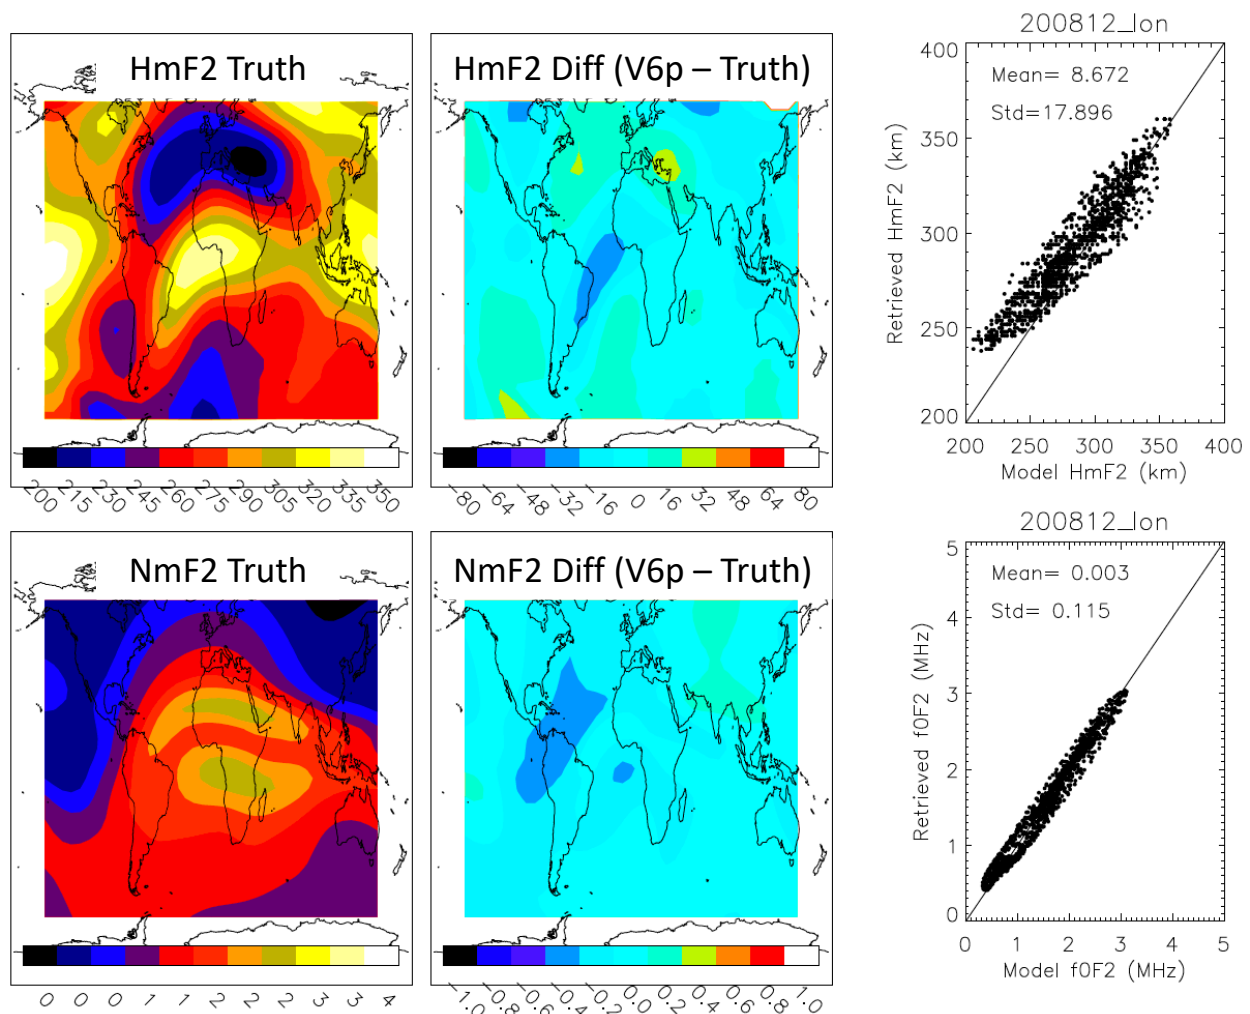 HmF2 Truth
200 215 230 245 260 275 290 305 320 335 350
HmF2 Diff (V6p – Truth)
-80 -64 -48 -32 -16 0 16 32 48 64 80
200812_lon
Mean= 8.672
Std=17.896
Retrieved HmF2 (km)
400
350
300
250
200
200 250 300 350 400
Model HmF2 (km)
NmF2 Truth
0 0 0 1 1 2 2 2 3 3 4
NmF2 Diff (V6p – Truth)
-1.0 -0.8 -0.6 -0.4 -0.2 0.0 0.2 0.4 0.6 0.8 1.0
200812_lon
Mean= 0.003
Std= 0.115
Retrieved f0F2 (MHz)
5
4
3
2
1
0
0 1 2 3 4 5
Model f0F2 (MHz)